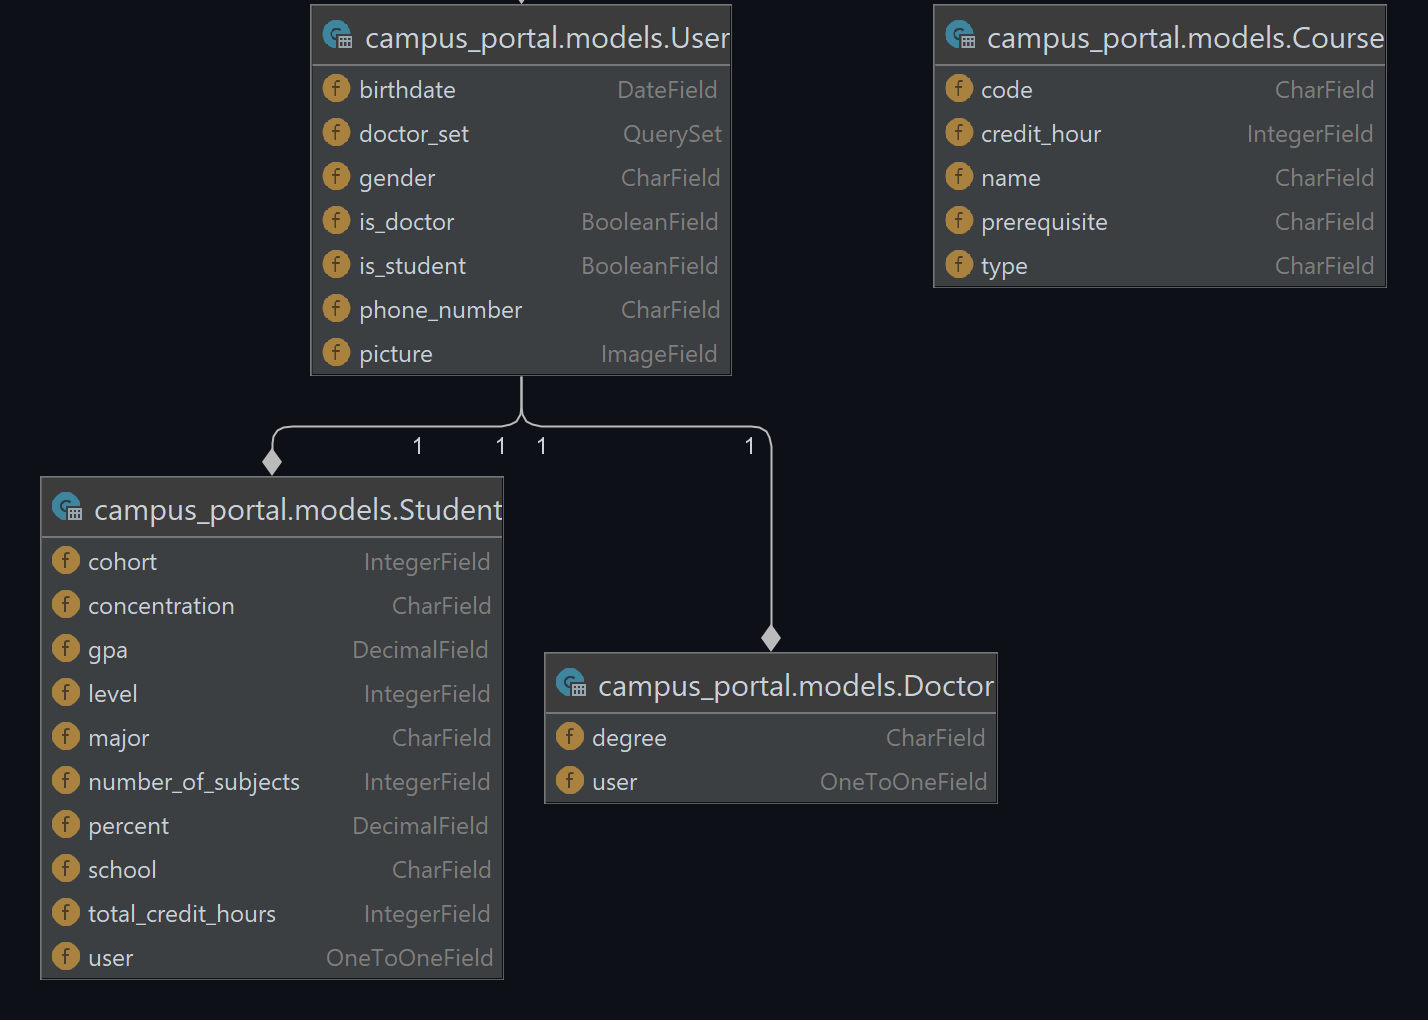 campus_portal.models.User
birthdate DateField
doctor_set QuerySet
gender CharField
is_doctor BooleanField
is_student BooleanField
phone_number CharField
picture ImageField
campus_portal.models.Course
code CharField
credit_hour IntegerField
name CharField
prerequisite CharField
type CharField
1 1 1 1
campus_portal.models.Student
cohort IntegerField
concentration CharField
gpa DecimalField
level IntegerField
major CharField
number_of_subjects IntegerField
percent DecimalField
school CharField
total_credit_hours IntegerField
user OneToOneField
campus_portal.models.Doctor
degree CharField
user OneToOneField